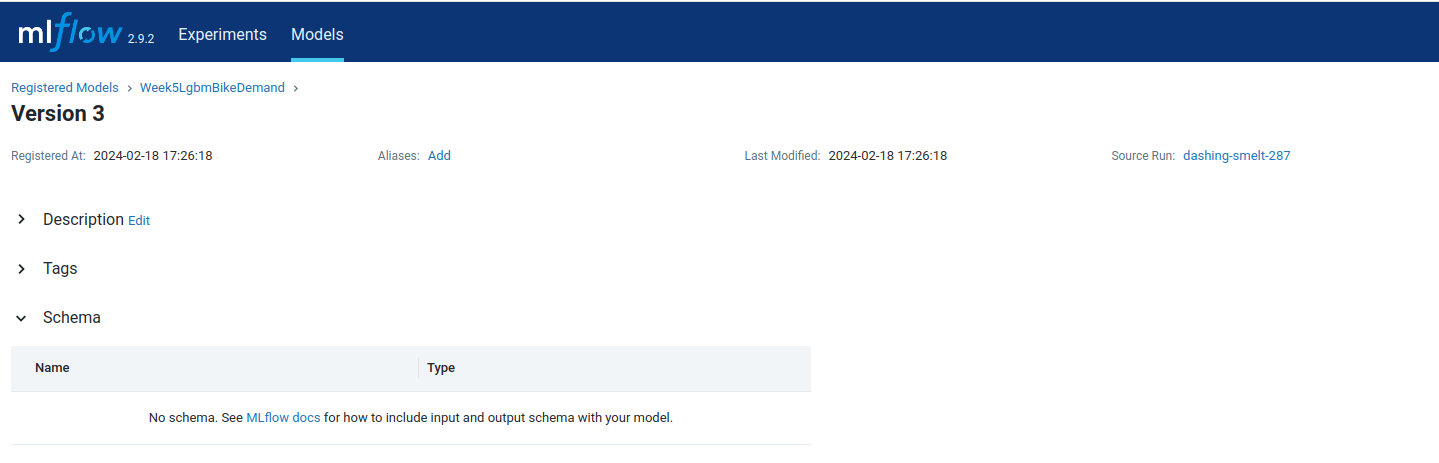 mlflow 2.9.2 Experiments Models
Registered Models > Week5LgbmBikeDemand >
Version 3
Registered At: 2024-02-18 17:26:18 Aliases: Add Last Modified: 2024-02-18 17:26:18 Source Run: dashing-smelt-287
Description Edit
Tags
Schema
Name Type
No schema. See MLflow docs for how to include input and output schema with your model.